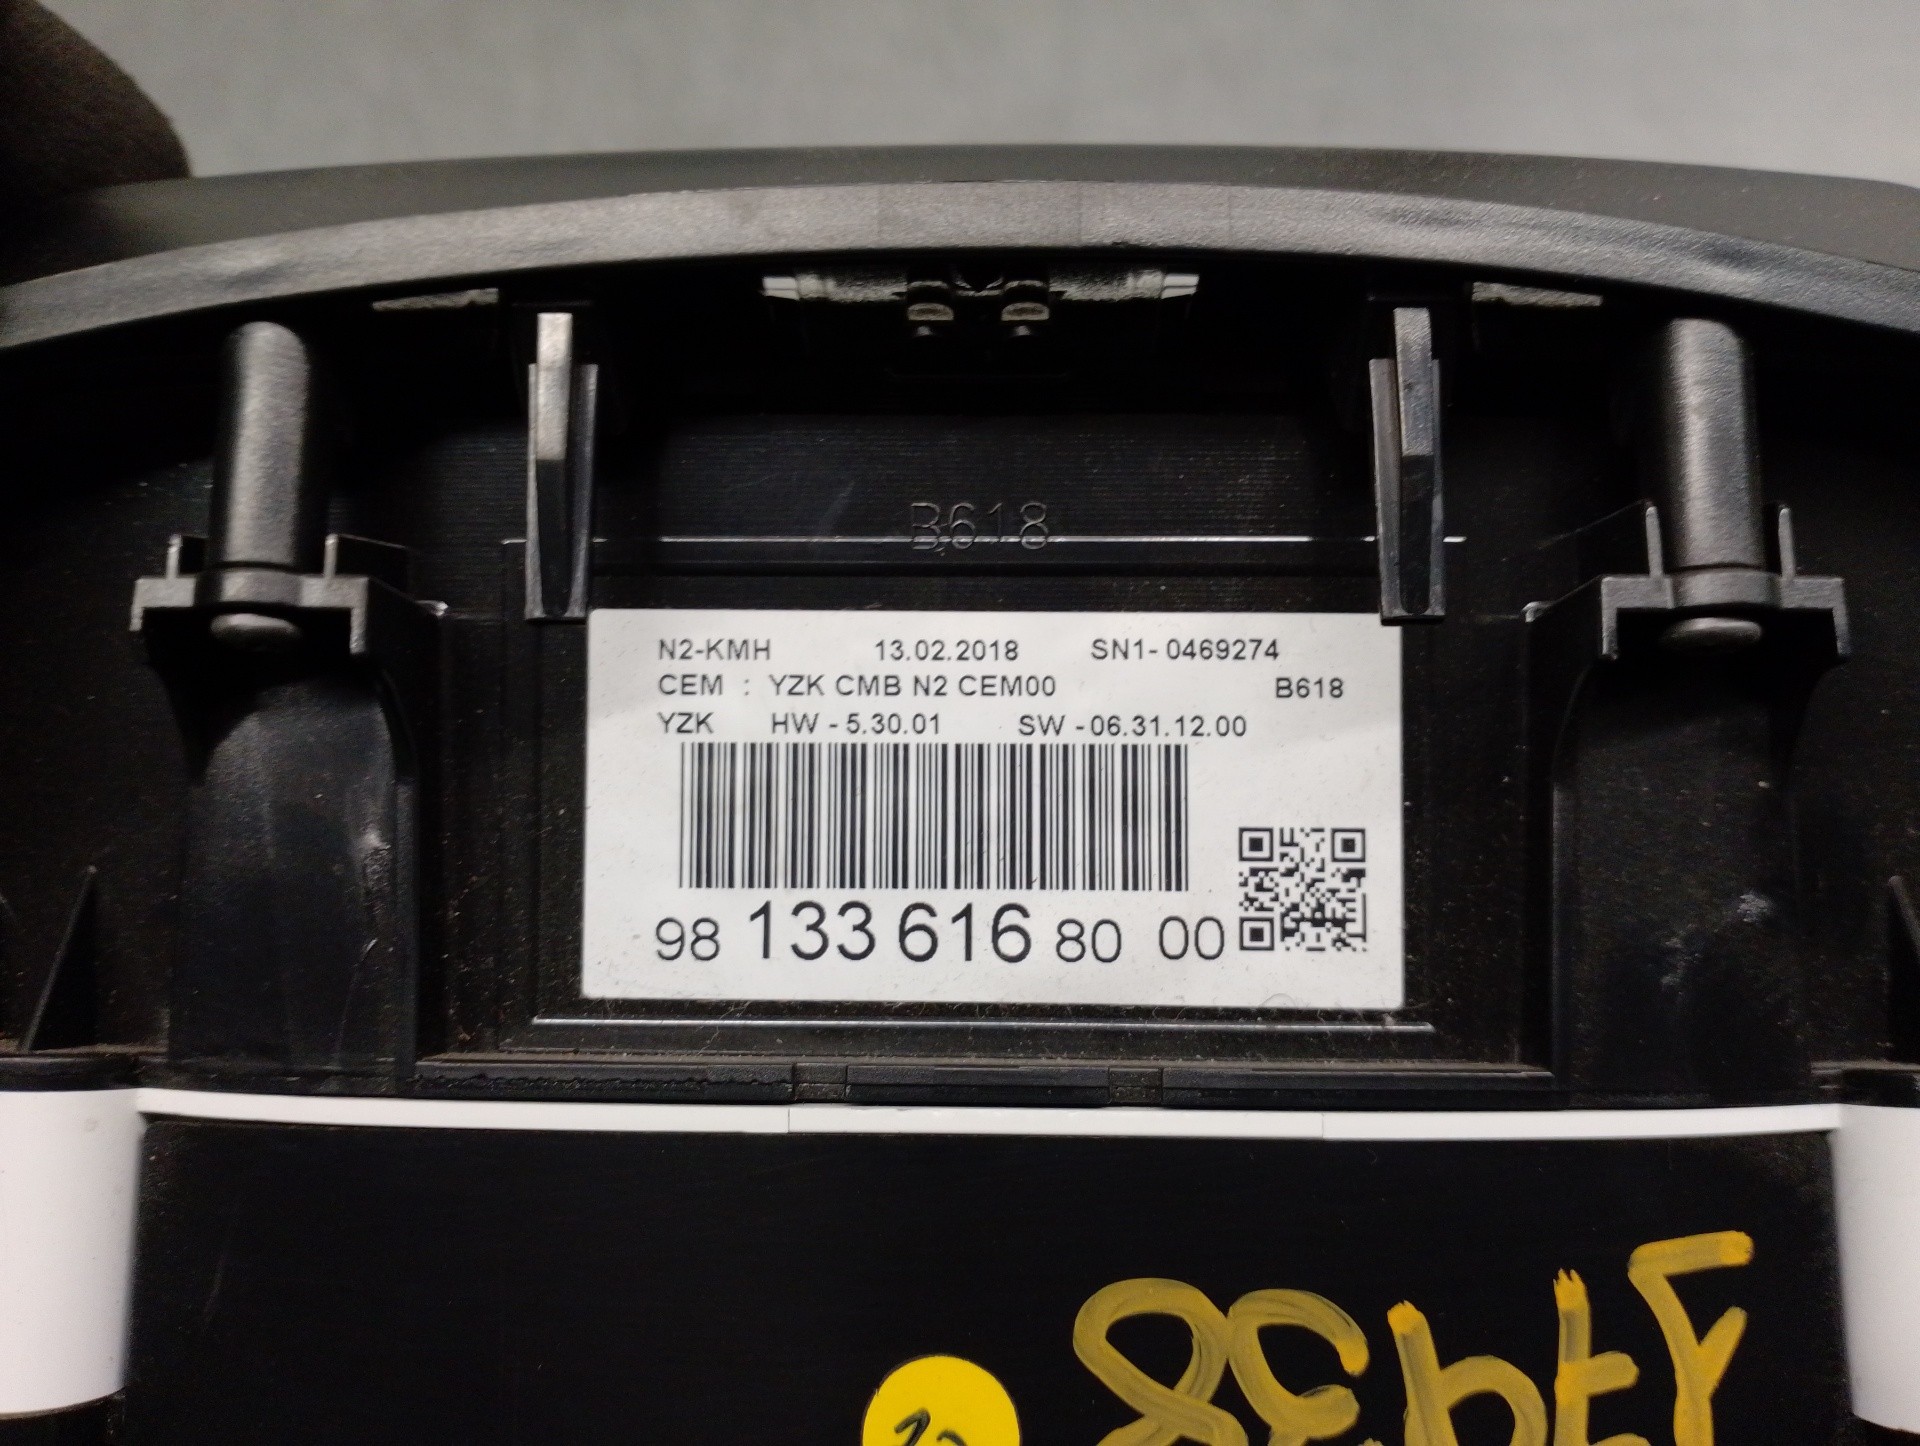 B618
N2-KMH 13.02.2018 SN1- 0469274
CEM : YZK CMB N2 CEM00 B618
YZK HW - 5.30.01 SW - 06.31.12.00
98 133 616 80 00